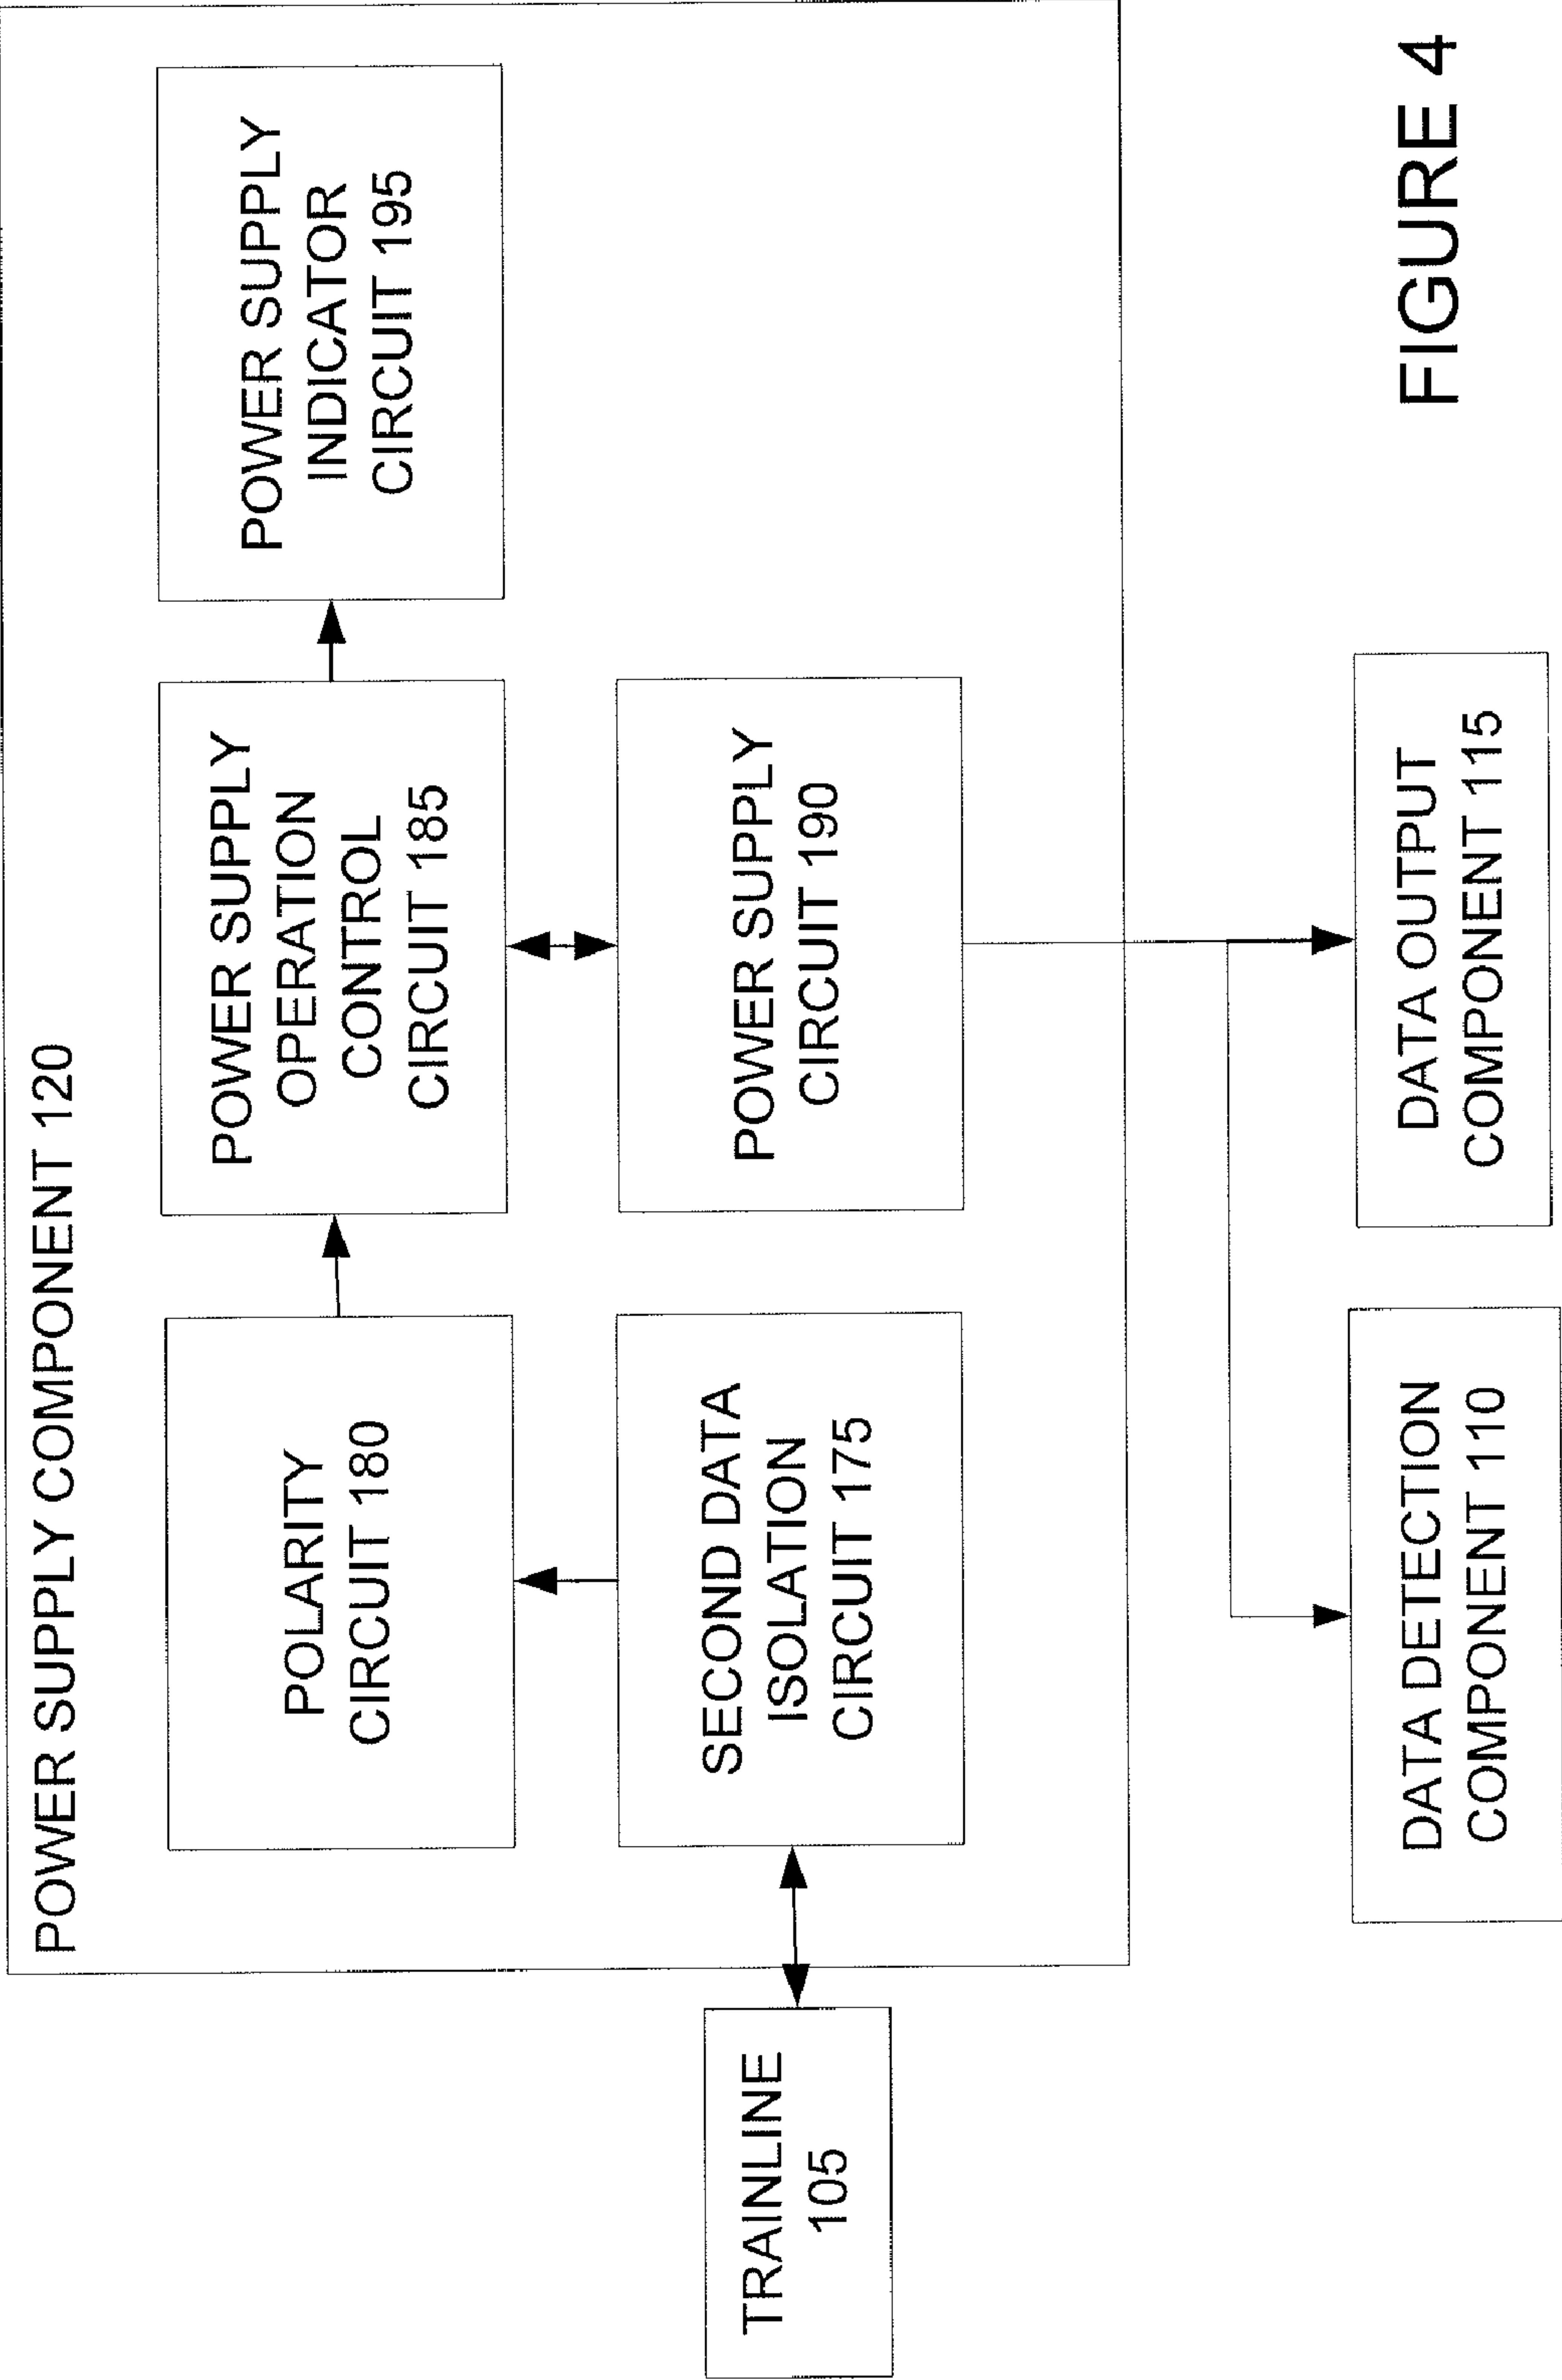 POWER SUPPLY COMPONENT 120
POLARITY
CIRCUIT 180
POWER SUPPLY
OPERATION
CONTROL
CIRCUIT 185
POWER SUPPLY
INDICATOR
CIRCUIT 195
TRAINLINE
105
SECOND DATA
ISOLATION
CIRCUIT 175
POWER SUPPLY
CIRCUIT 190
DATA DETECTION
COMPONENT 110
DATA OUTPUT
COMPONENT 115
FIGURE 4